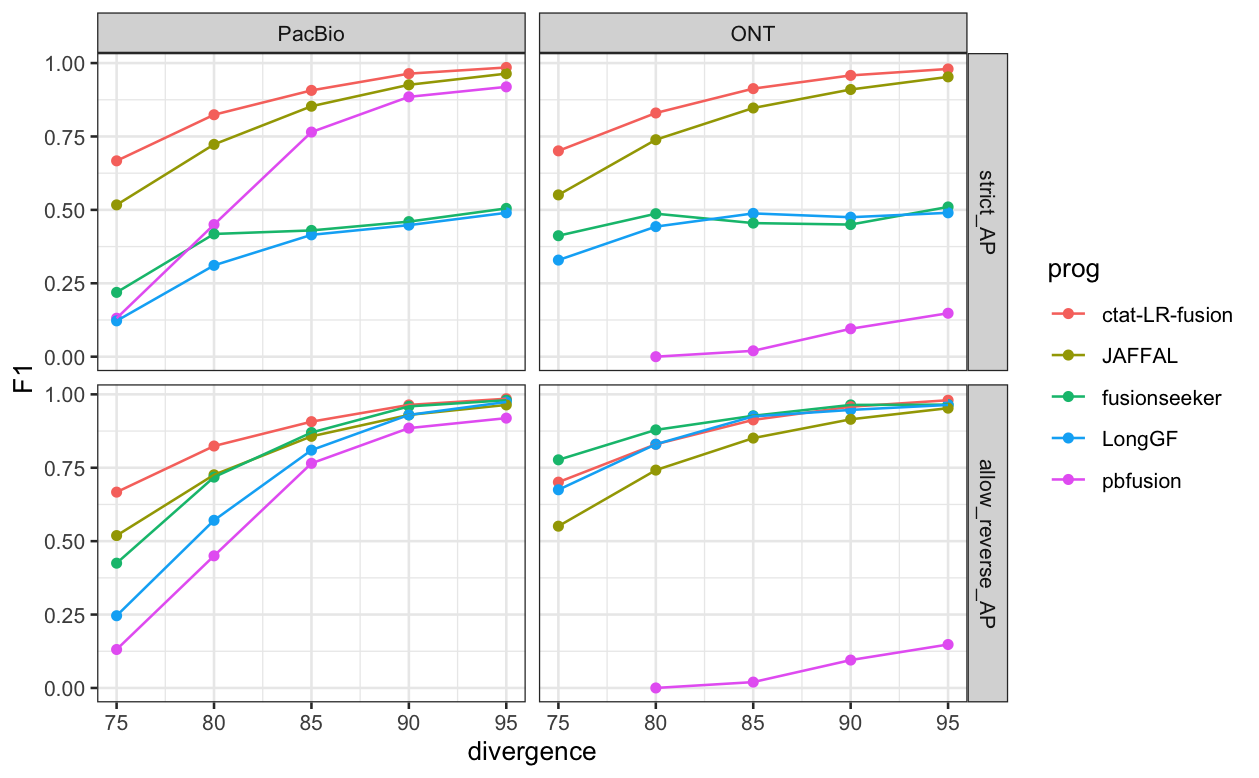 PacBio
ONT
1.00
0.75
0.50
0.25
0.00
strict_AP
F1
1.00
0.75
0.50
0.25
0.00
allow_reverse_AP
75 80 85 90 95
75 80 85 90 95
divergence
prog
ctat-LR-fusion
JAFFAL
fusionseeker
LongGF
pbfusion